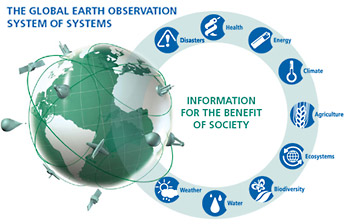 THE GLOBAL EARTH OBSERVATION
SYSTEM OF SYSTEMS
Disasters
Health
Energy
Climate
Agriculture
Ecosystems
Biodiversity
Water
Weather
INFORMATION
FOR THE BENEFIT
OF SOCIETY